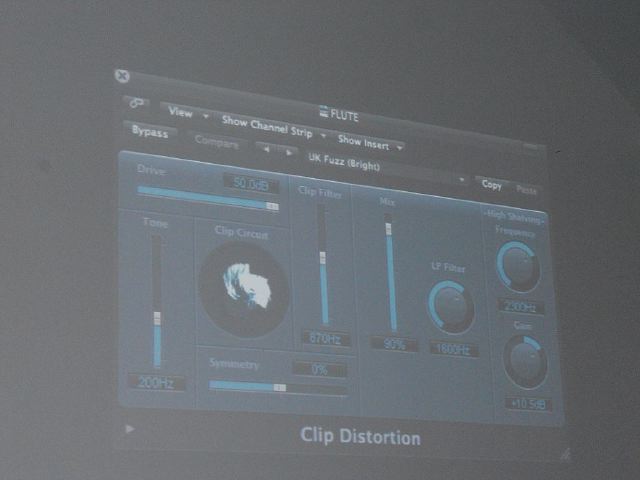 FLUTE
View Show Channel Strip Show Insert
Bypass Compare UK Fuzz (Bright) Copy Paste
Drive 50.0dB
Tone
200Hz
Clip Circuit
Symmetry 0%
Clip Filter
870Hz
Mix
90%
LP Filter
1600Hz
High Shelving
Frequency
2300Hz
Gain
+10.5dB
Clip Distortion